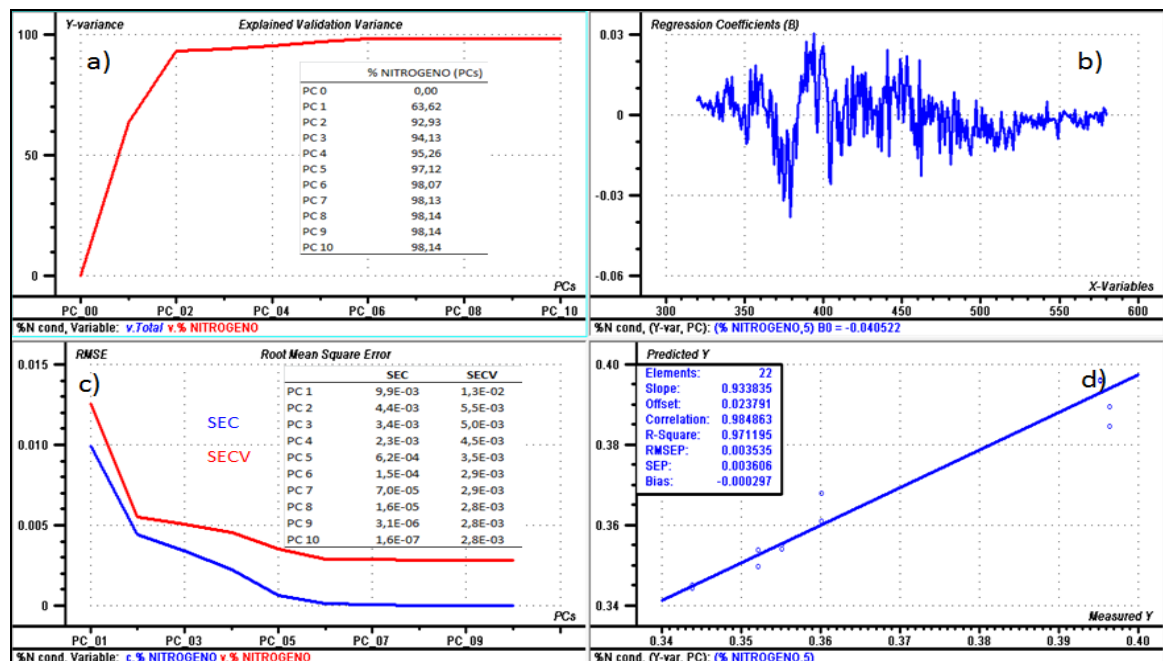 Y-variance Explained Validation Variance
a)
100
50
0
% NITROGENO (PCs)
PC 0 0,00
PC 1 63,62
PC 2 92,93
PC 3 94,13
PC 4 95,26
PC 5 97,12
PC 6 98,07
PC 7 98,13
PC 8 98,14
PC 9 98,14
PC 10 98,14
PCs
PC_00 PC_02 PC_04 PC_06 PC_08 PC_10
%N cond, Variable: v.Total v.% NITROGENO
Regression Coefficients (B)
b)
0.03
0
-0.03
-0.06
X-Variables
300 350 400 450 500 550 600
%N cond, (Y-var, PC): (% NITROGENO,5) B0 = -0.040522
RMSE Root Mean Square Error
c)
0.015
0.010
0.005
0
SEC
SECV
SEC SECV
PC 1 9,9E-03 1,3E-02
PC 2 4,4E-03 5,5E-03
PC 3 3,4E-03 5,0E-03
PC 4 2,3E-03 4,5E-03
PC 5 6,2E-04 3,5E-03
PC 6 1,5E-04 2,9E-03
PC 7 7,0E-05 2,9E-03
PC 8 1,6E-05 2,8E-03
PC 9 3,1E-06 2,8E-03
PC 10 1,6E-07 2,8E-03
PCs
PC_01 PC_03 PC_05 PC_07 PC_09
%N cond, Variable: c.% NITROGENO v.% NITROGENO
Predicted Y
d)
0.40
0.38
0.36
0.34
Elements: 22
Slope: 0.933835
Offset: 0.023791
Correlation: 0.984863
R-Square: 0.971195
RMSEP: 0.003535
SEP: 0.003606
Bias: -0.000297
Measured Y
0.34 0.35 0.36 0.37 0.38 0.39 0.40
%N cond, (Y-var, PC): (% NITROGENO,5)